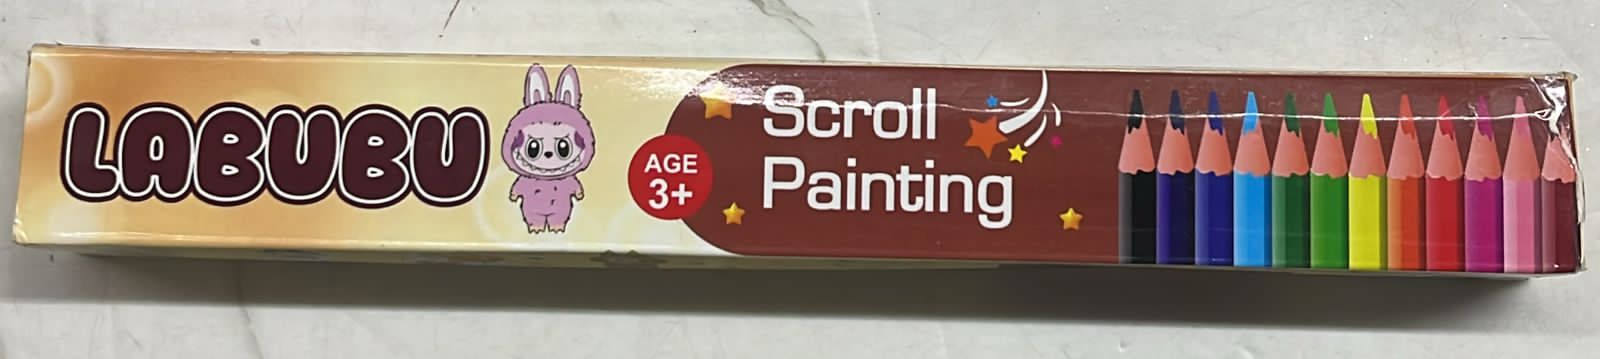 LABUBU
AGE
3+
Scroll
Painting